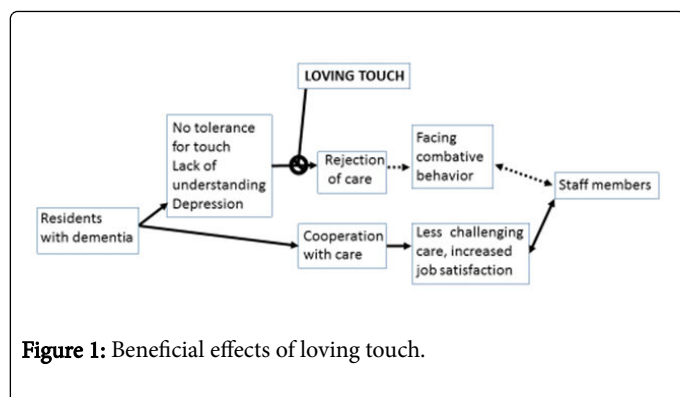 LOVING TOUCH
No tolerance
for touch
Lack of
understanding
Depression
Rejection
of care
Facing
combative
behavior
Staff members
Residents
with dementia
Cooperation
with care
Less challenging
care, increased
job satisfaction
Figure 1: Beneficial effects of loving touch.